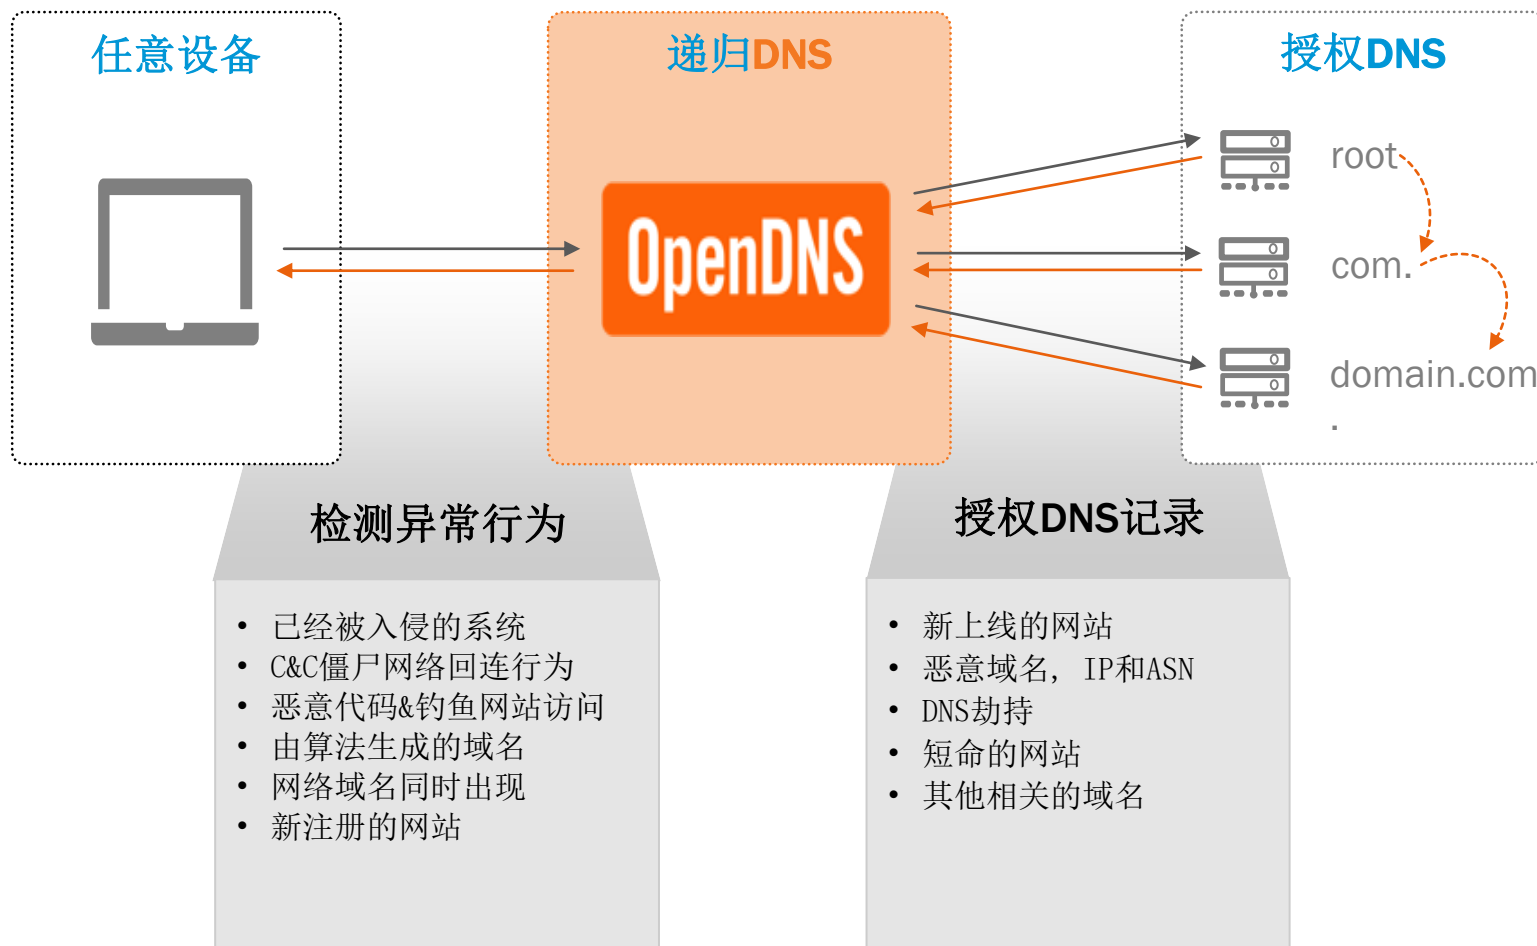 任意设备
递归DNS
授权DNS
OpenDNS
root
com.
domain.com
.
检测异常行为
• 已经被入侵的系统
• C&C僵尸网络回连行为
• 恶意代码&钓鱼网站访问
• 由算法生成的域名
• 网络域名同时出现
• 新注册的网站
授权DNS记录
• 新上线的网站
• 恶意域名, IP和ASN
• DNS劫持
• 短命的网站
• 其他相关的域名